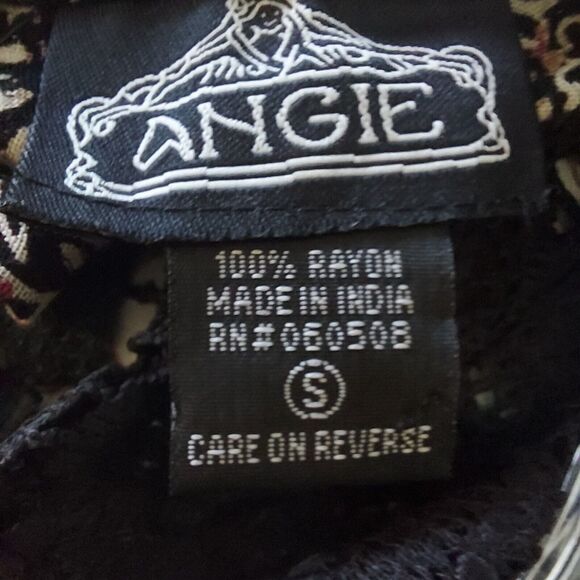 ANGIE
100% RAYON
MADE IN INDIA
RN#060508
S
CARE ON REVERSE